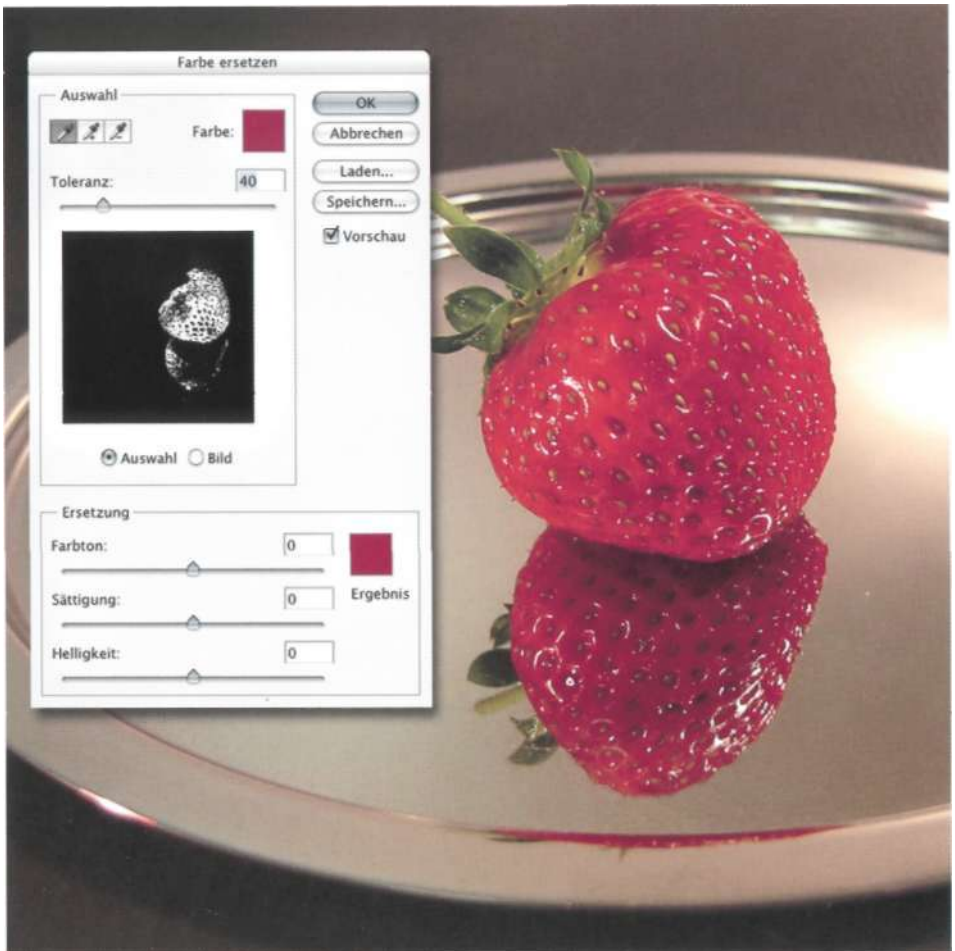 Farbe ersetzen
Auswahl
Farbe:
Toleranz: 40
Auswahl Bild
OK
Abbrechen
Laden...
Speichern...
Vorschau
Ersetzung
Farbton: 0
Ergebnis
Sättigung: 0
Helligkeit: 0